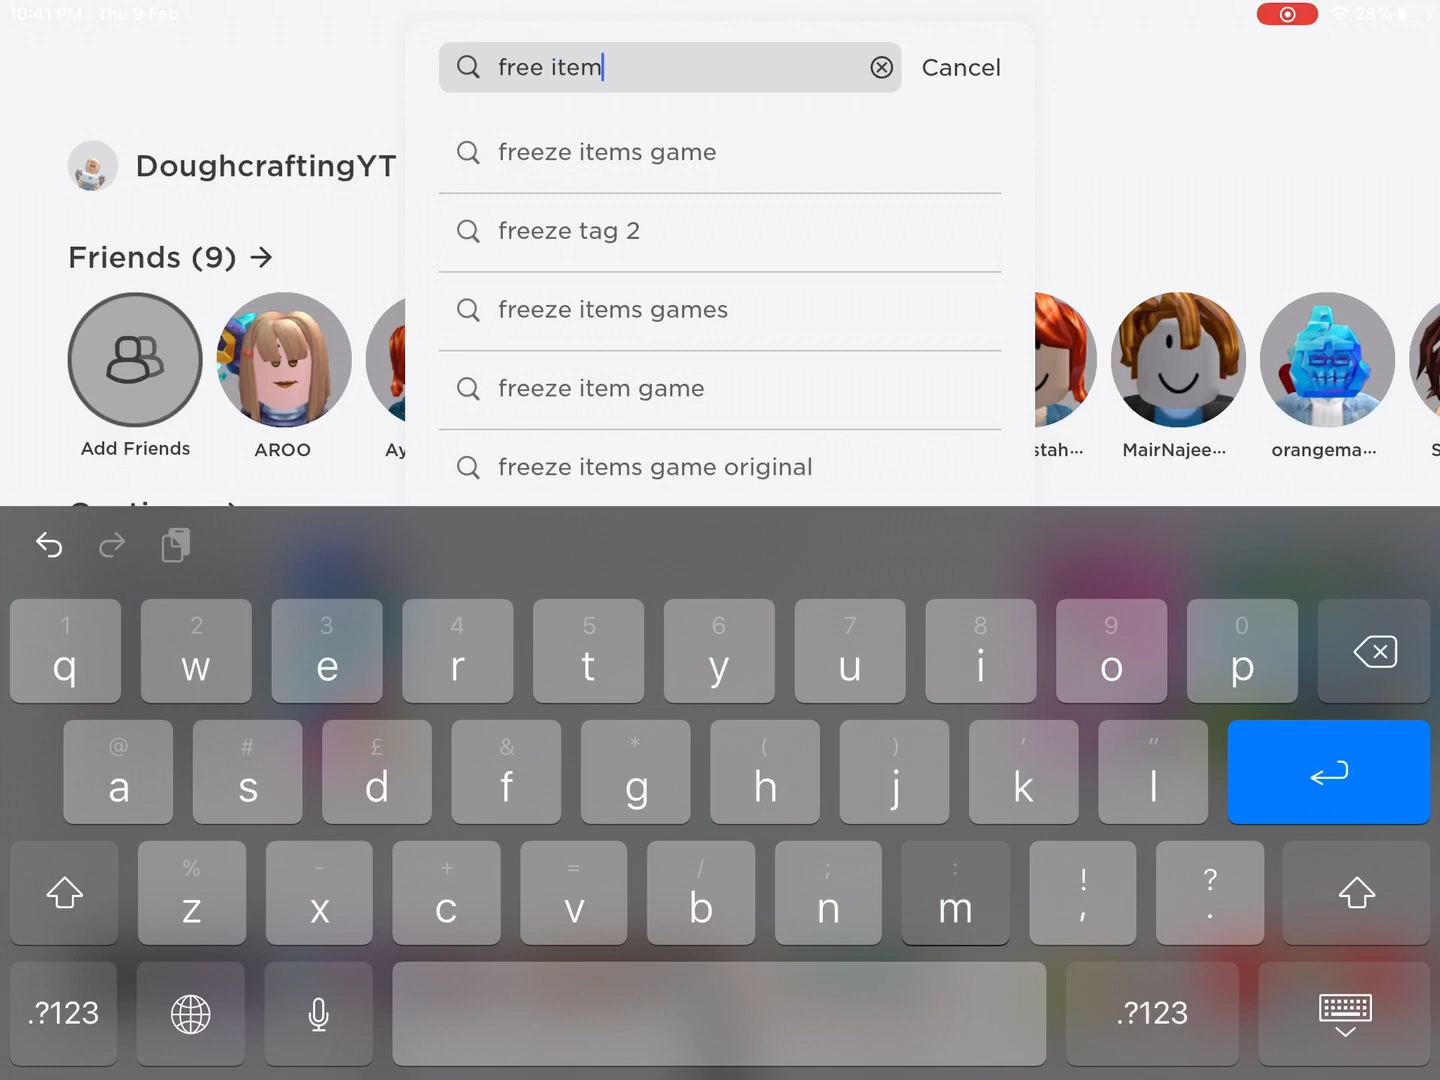 10:41 PM Thu 9 Feb
28%
free item
Cancel
freeze items game
freeze tag 2
freeze items games
freeze item game
freeze items game original
DoughcraftingYT
Friends (9) →
Add Friends
AROO
Ay
stah...
MairNajee...
orangema...
S
1 2 3 4 5 6 7 8 9 0
q w e r t y u i o p
@ # £ & * ( ) ' "
a s d f g h j k l
% - + = / ; : ! ?
z x c v b n m , .
.?123
.?123